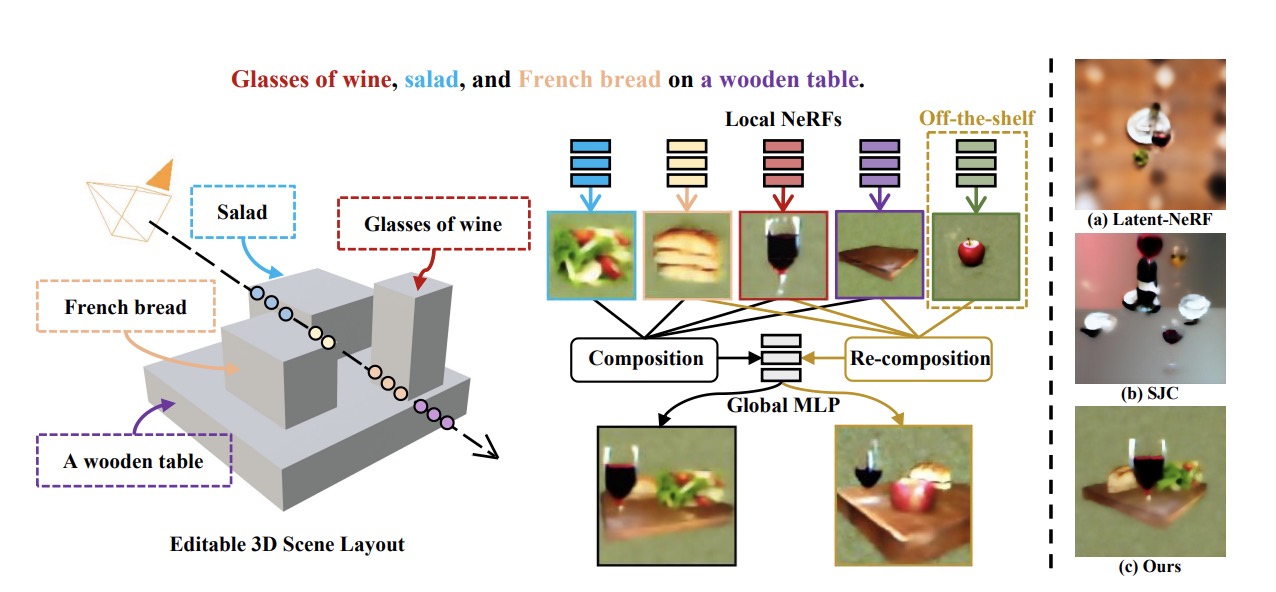 Glasses of wine, salad, and French bread on a wooden table.
Local NeRFs
Off-the-shelf
Salad
Glasses of wine
French bread
A wooden table
Editable 3D Scene Layout
Composition
Re-composition
Global MLP
(a) Latent-NeRF
(b) SJC
(c) Ours